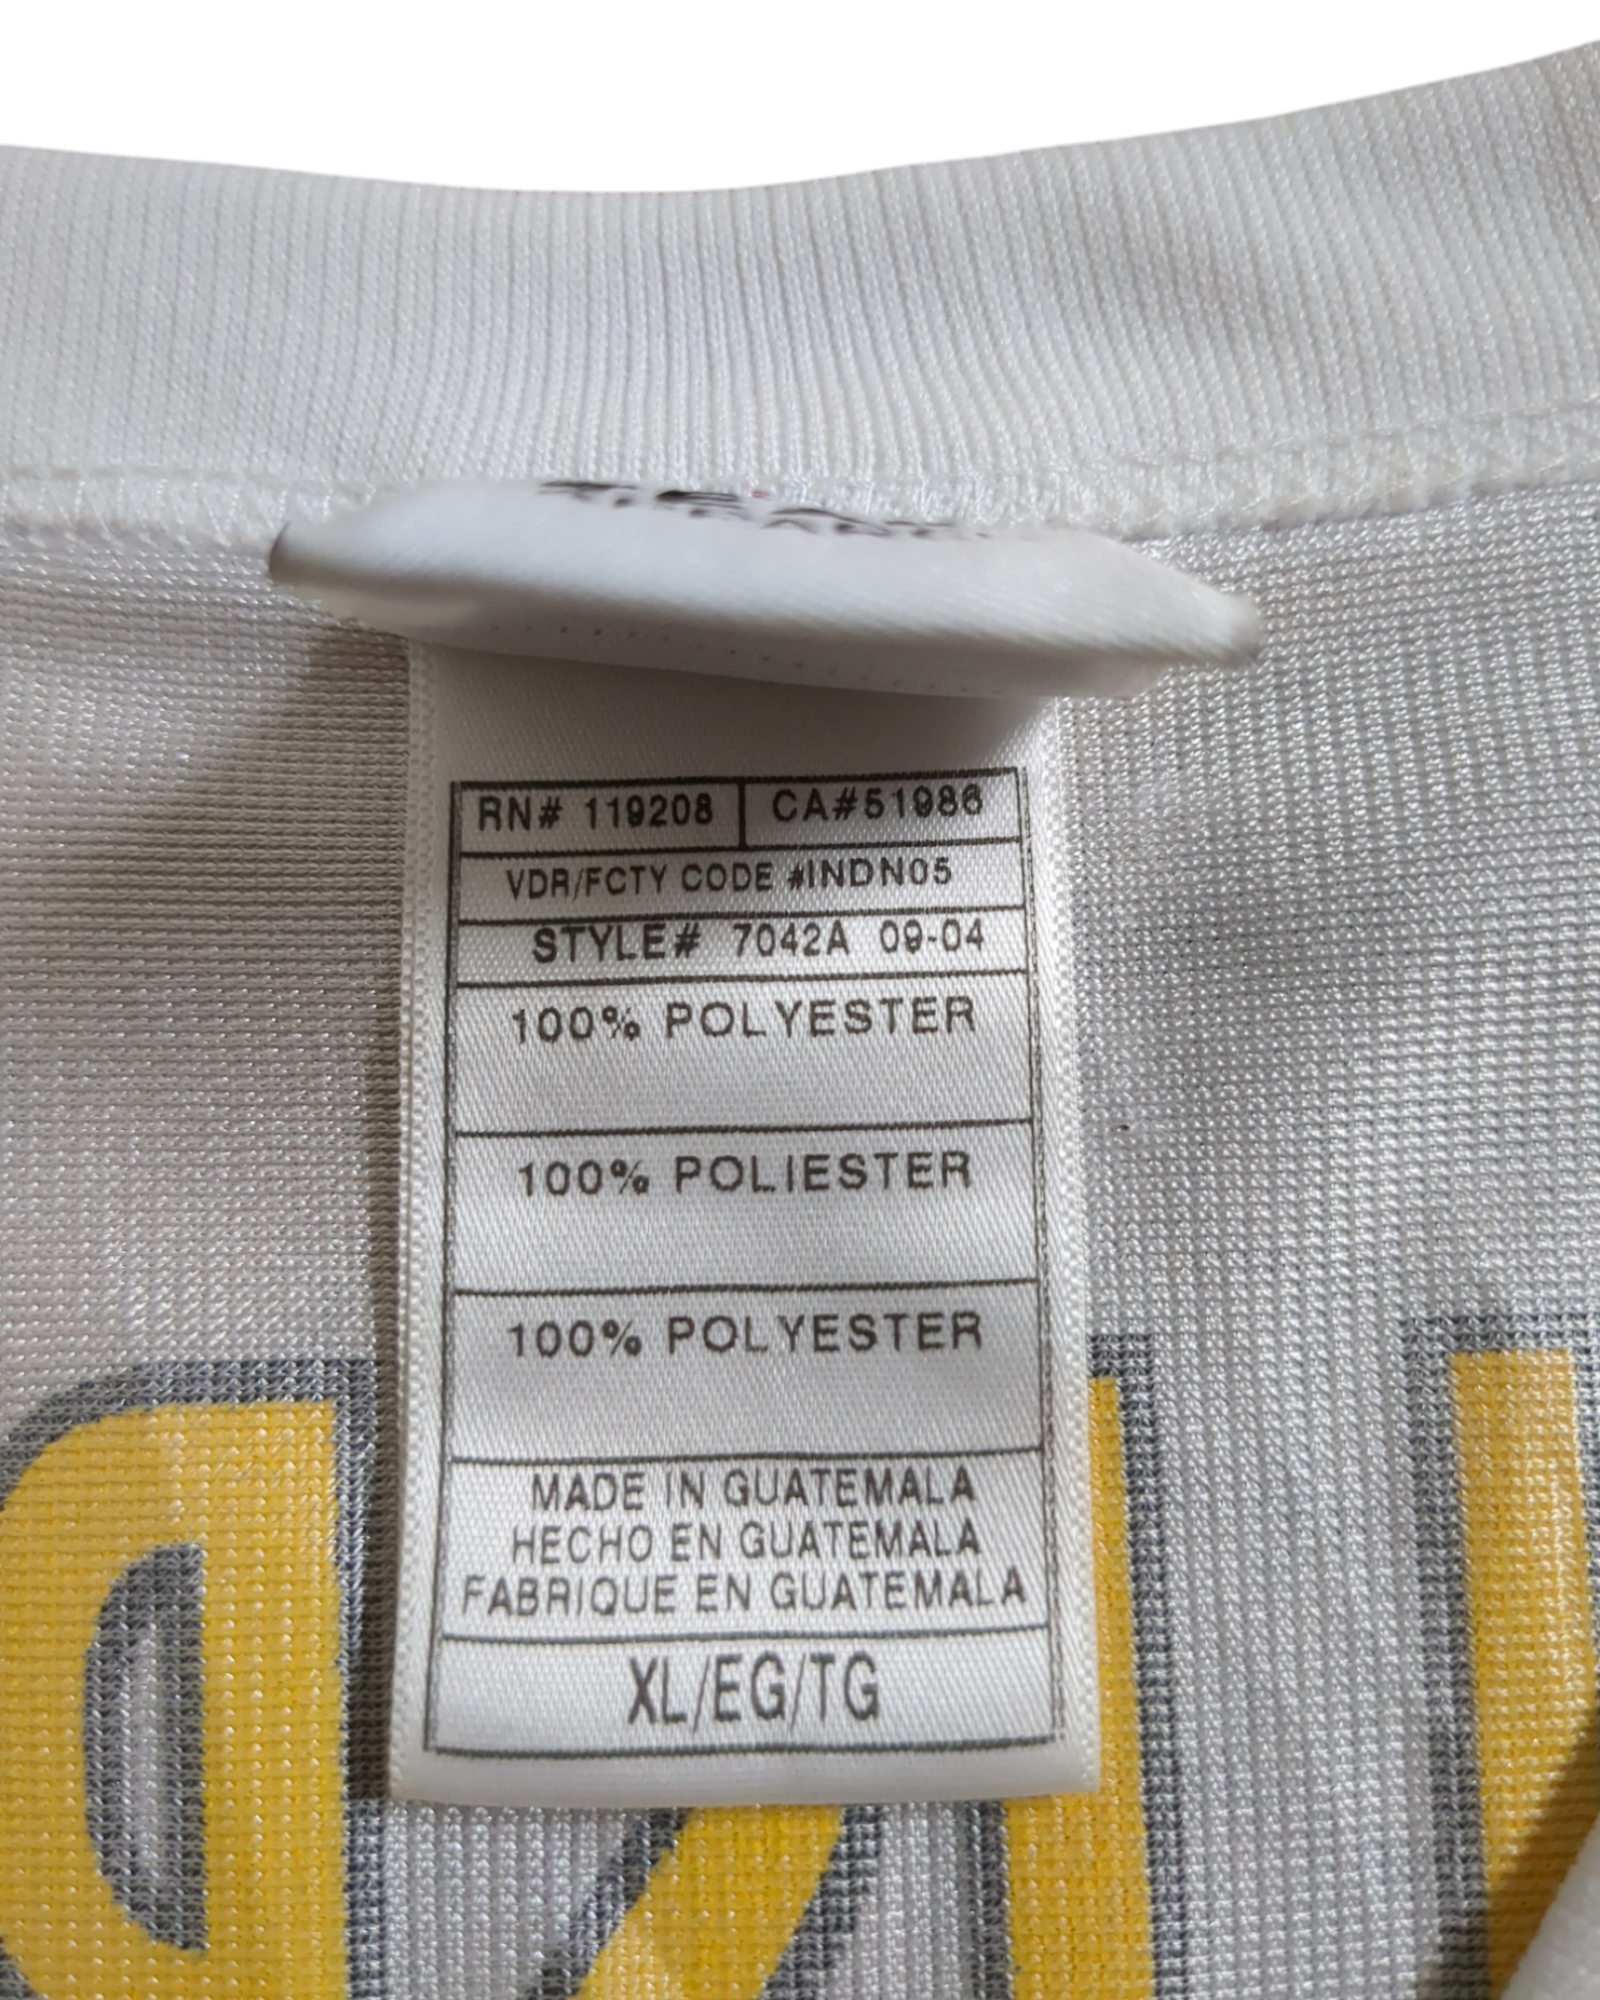 RN# 119208 CA#51986
VDR/FCTY CODE #INDN05
STYLE# 7042A 09-04
100% POLYESTER
100% POLIESTER
100% POLYESTER
MADE IN GUATEMALA
HECHO EN GUATEMALA
FABRIQUE EN GUATEMALA
XL/EG/TG